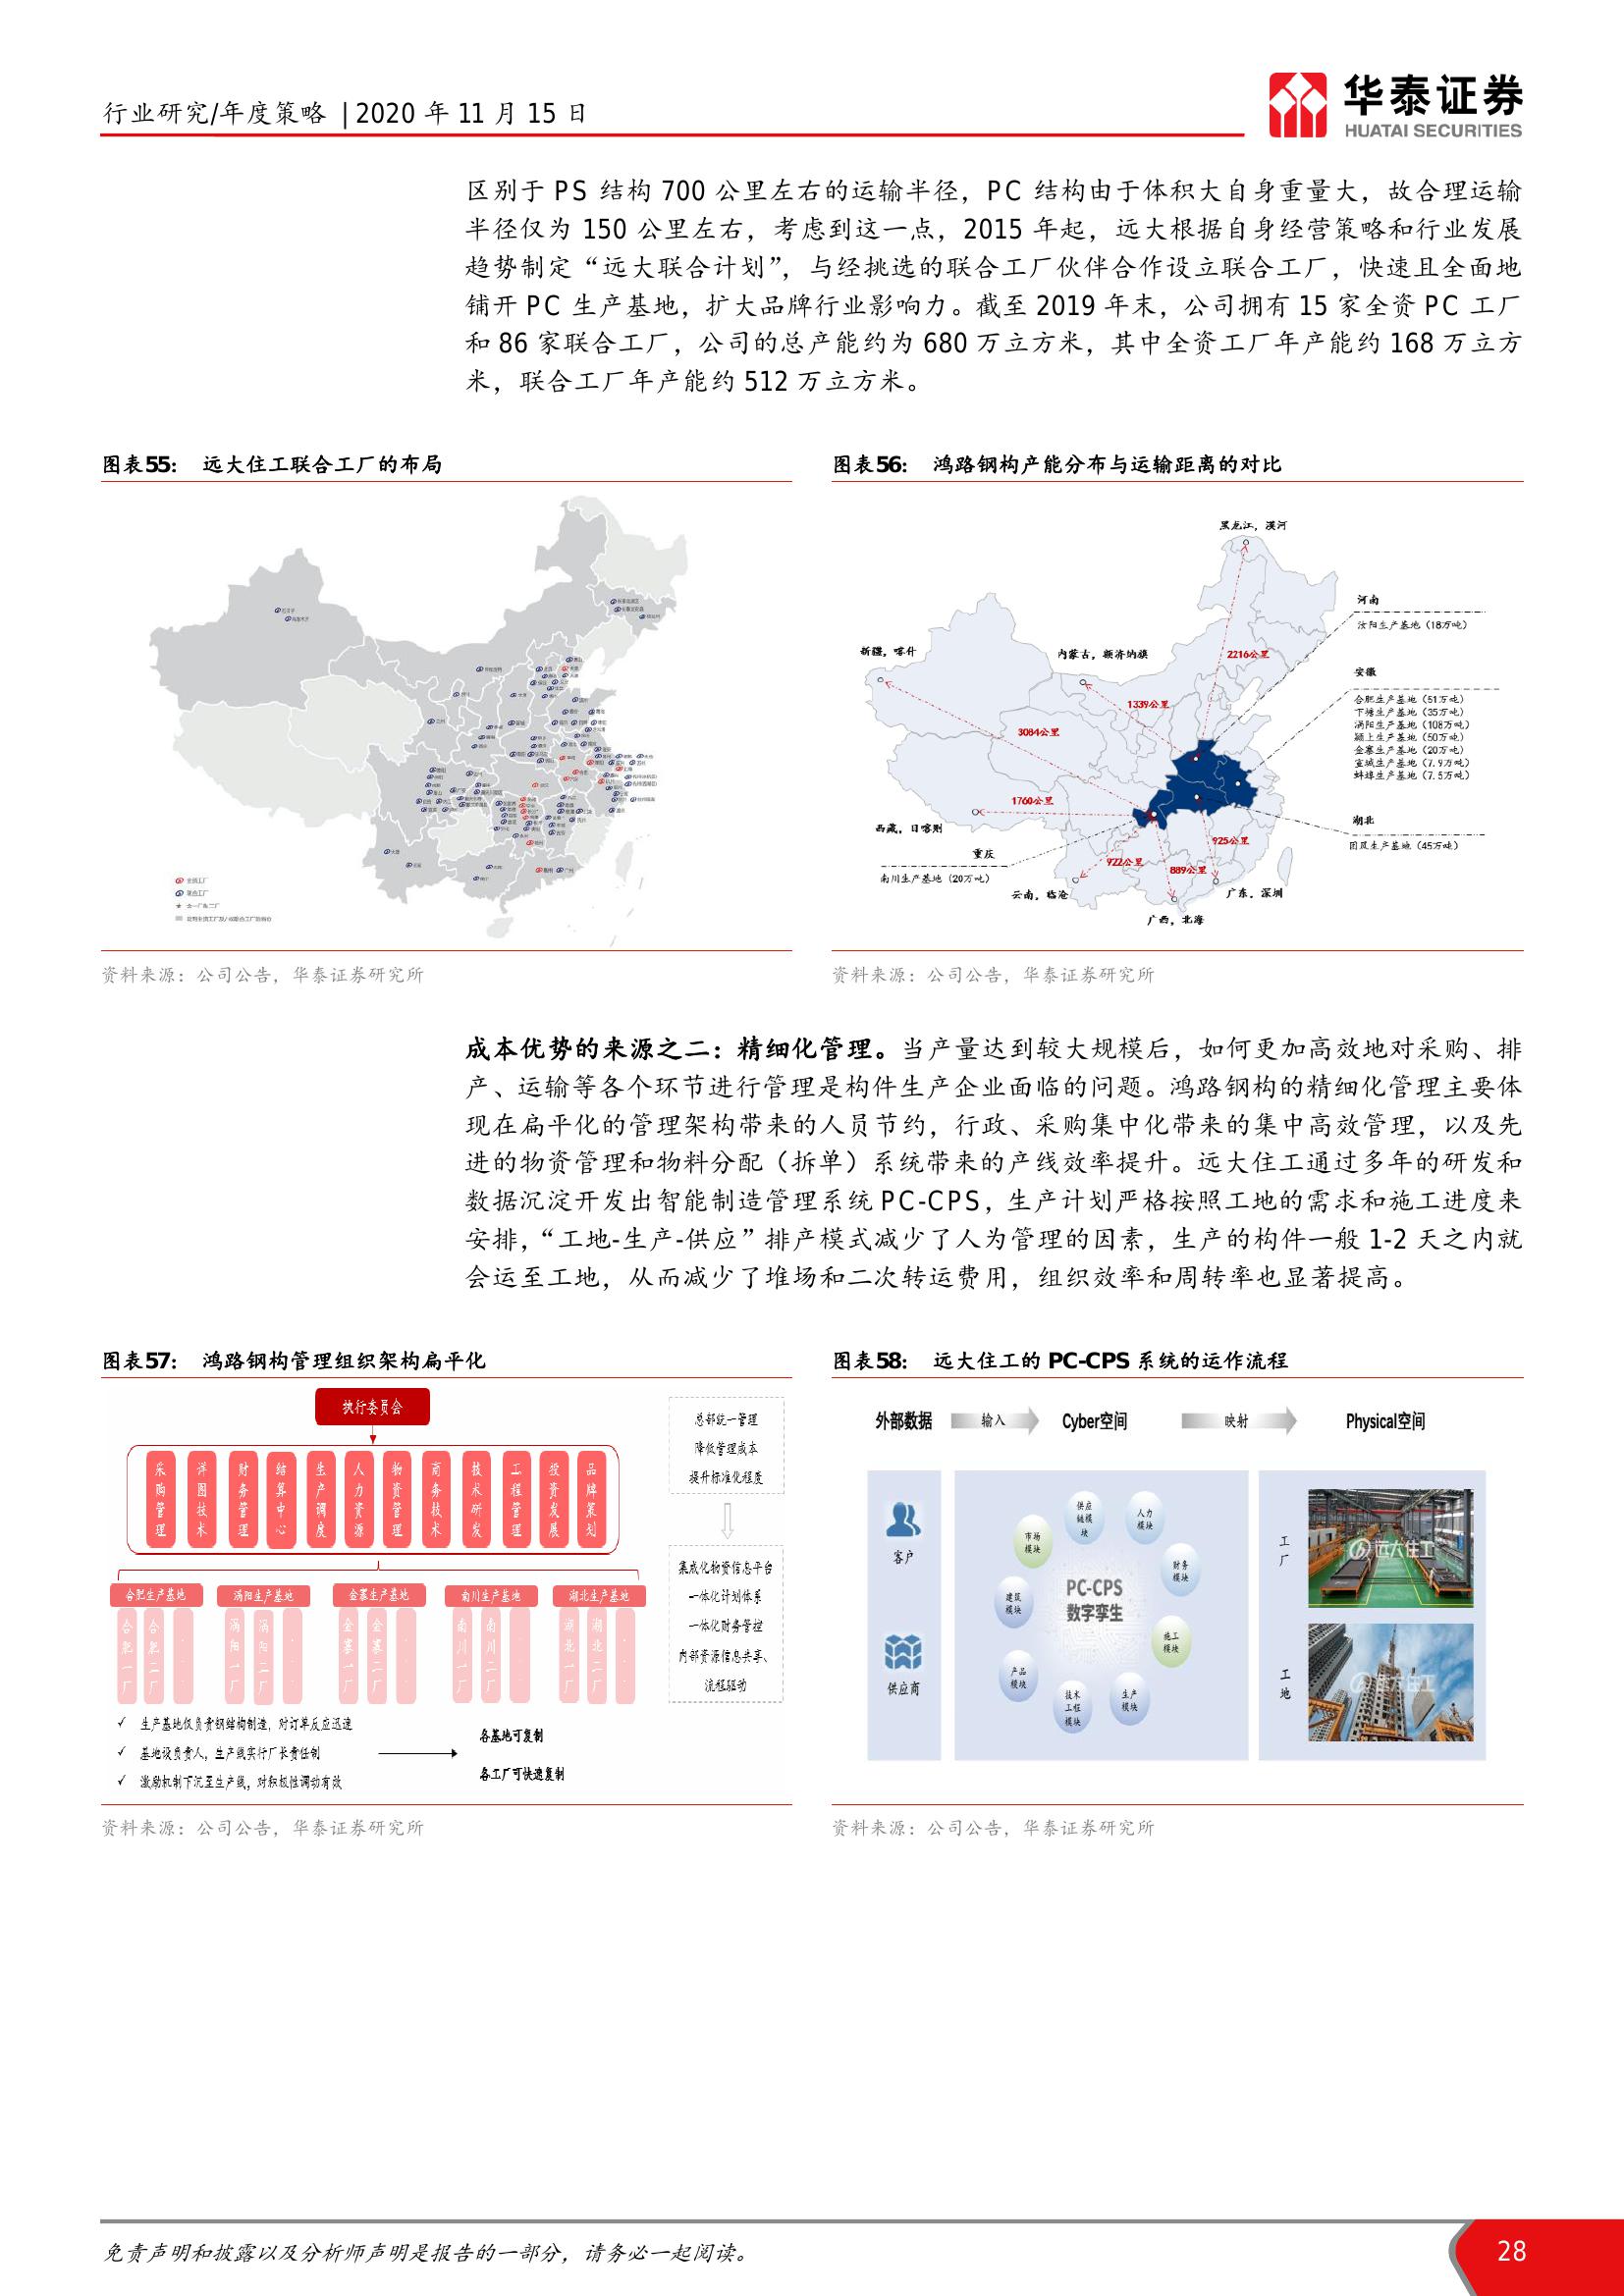 行业研究/年度策略 | 2020 年 11 月 15 日
华泰证券
HUATAI SECURITIES
区别于 PS 结构 700 公里左右的运输半径，PC 结构由于体积大自身重量大，故合理运输
半径仅为 150 公里左右，考虑到这一点，2015 年起，远大根据自身经营策略和行业发展
趋势制定“远大联合计划”，与经挑选的联合工厂伙伴合作设立联合工厂，快速且全面地
铺开 PC 生产基地，扩大品牌行业影响力。截至 2019 年末，公司拥有 15 家全资 PC 工厂
和 86 家联合工厂，公司的总产能约为 680 万立方米，其中全资工厂年产能约 168 万立方
米，联合工厂年产能约 512 万立方米。
图表55： 远大住工联合工厂的布局
全资工厂
联合工厂
资料来源：公司公告，华泰证券研究所
图表56： 鸿路钢构产能分布与运输距离的对比
黑龙江，漠河
河南
汝阳生产基地（18万吨）
新疆，喀什
内蒙古，额济纳旗
2216公里
安徽
合肥生产基地（51万吨）
下塘生产基地（35万吨）
涡阳生产基地（108万吨）
颍上生产基地（50万吨）
金寨生产基地（20万吨）
宣城生产基地（7.9万吨）
蚌埠生产基地（7.5万吨）
1339公里
3084公里
1760公里
西藏，日喀则
湖北
团风生产基地（45万吨）
925公里
重庆
南川生产基地（20万吨）
922公里
889公里
云南，临沧
广东，深圳
广西，北海
资料来源：公司公告，华泰证券研究所
成本优势的来源之二：精细化管理。当产量达到较大规模后，如何更加高效地对采购、排
产、运输等各个环节进行管理是构件生产企业面临的问题。鸿路钢构的精细化管理主要体
现在扁平化的管理架构带来的人员节约，行政、采购集中化带来的集中高效管理，以及先
进的物资管理和物料分配（拆单）系统带来的产线效率提升。远大住工通过多年的研发和
数据沉淀开发出智能制造管理系统 PC-CPS，生产计划严格按照工地的需求和施工进度来
安排，“工地-生产-供应”排产模式减少了人为管理的因素，生产的构件一般 1-2 天之内就
会运至工地，从而减少了堆场和二次转运费用，组织效率和周转率也显著提高。
图表57： 鸿路钢构管理组织架构扁平化
执行委员会
采购管理
详图技术
财务管理
结算中心
生产调度
人力资源
物资管理
商务技术
技术研发
工程管理
投资发展
品牌策划
合肥生产基地
涡阳生产基地
金寨生产基地
南川生产基地
湖北生产基地
合肥一厂
合肥二厂
涡阳一厂
涡阳二厂
金寨一厂
金寨二厂
南川一厂
南川二厂
湖北一厂
湖北二厂
总部统一管理
降低管理成本
提升标准化程度
集成化物资信息平台
一体化计划体系
一体化财务管控
内部资源信息共享、
流程驱动
✓ 生产基地仅负责钢结构制造，对订单反应迅速
✓ 基地设负责人，生产线实行厂长责任制
✓ 激励机制下沉至生产线，对积极性调动有效
各基地可复制
各工厂可快速复制
资料来源：公司公告，华泰证券研究所
图表58： 远大住工的 PC-CPS 系统的运作流程
外部数据
输入
Cyber空间
映射
Physical空间
客户
供应商
供应链模块
人力模块
市场模块
财务模块
建筑模块
PC-CPS
数字孪生
施工模块
产品模块
技术工程模块
生产模块
工厂
远大住工
工地
远大住工
资料来源：公司公告，华泰证券研究所
免责声明和披露以及分析师声明是报告的一部分，请务必一起阅读。
28